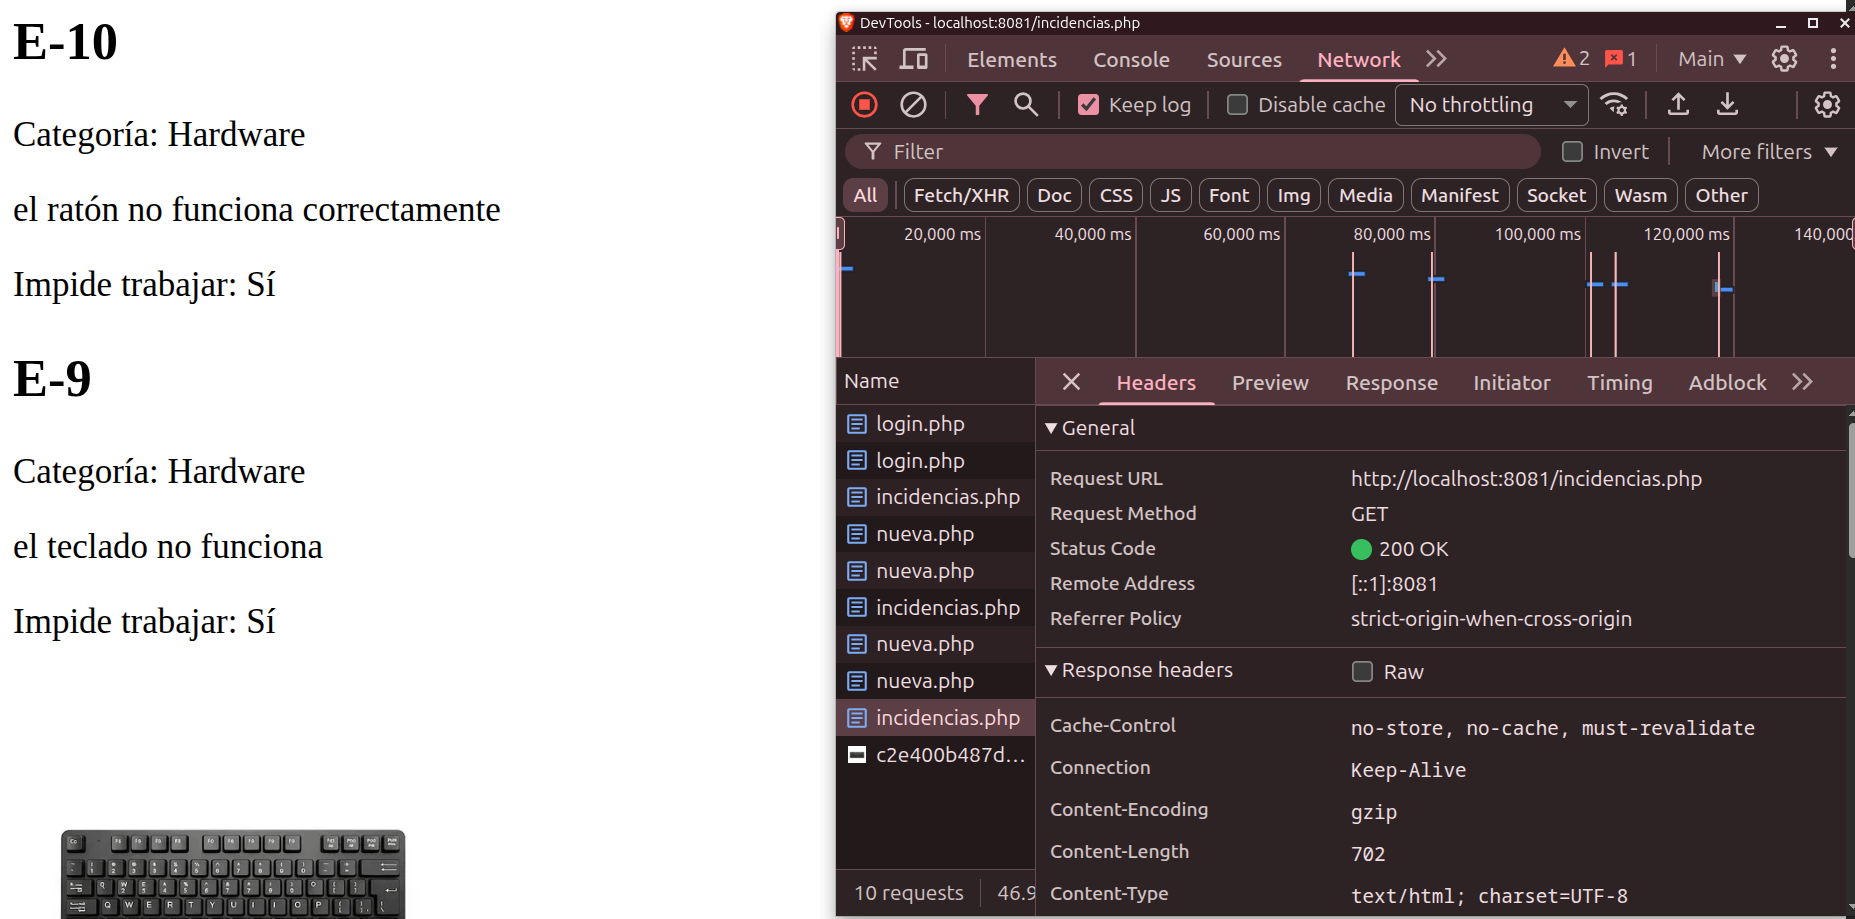 E-10
Categoría: Hardware
el ratón no funciona correctamente
Impide trabajar: Sí
E-9
Categoría: Hardware
el teclado no funciona
Impide trabajar: Sí
DevTools - localhost:8081/incidencias.php
Elements Console Sources Network 2 1 Main
Keep log Disable cache No throttling
Filter Invert More filters
All Fetch/XHR Doc CSS JS Font Img Media Manifest Socket Wasm Other
20,000 ms 40,000 ms 60,000 ms 80,000 ms 100,000 ms 120,000 ms 140,000
Name
login.php
login.php
incidencias.php
nueva.php
nueva.php
incidencias.php
nueva.php
nueva.php
incidencias.php
c2e400b487d...
10 requests 46.9
Headers Preview Response Initiator Timing Adblock
General
Request URL http://localhost:8081/incidencias.php
Request Method GET
Status Code 200 OK
Remote Address [::1]:8081
Referrer Policy strict-origin-when-cross-origin
Response headers Raw
Cache-Control no-store, no-cache, must-revalidate
Connection Keep-Alive
Content-Encoding gzip
Content-Length 702
Content-Type text/html; charset=UTF-8